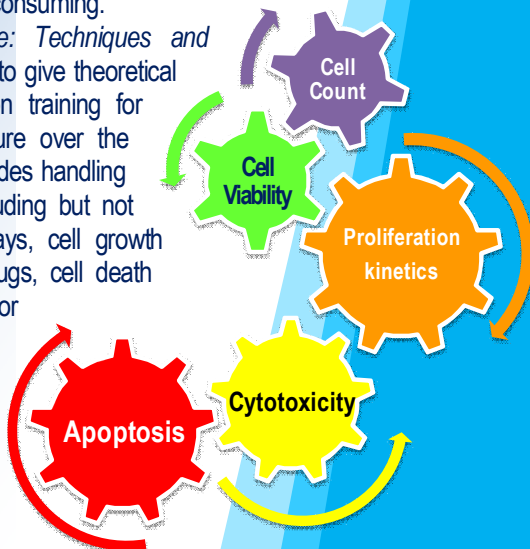 onsuming.
e: Techniques and
to give theoretical
n training for
ure over the
des handling
uding but not
ays, cell growth
ugs, cell death
or
Cell
Count
Cell
Viability
Proliferation
kinetics
Cytotoxicity
Apoptosis